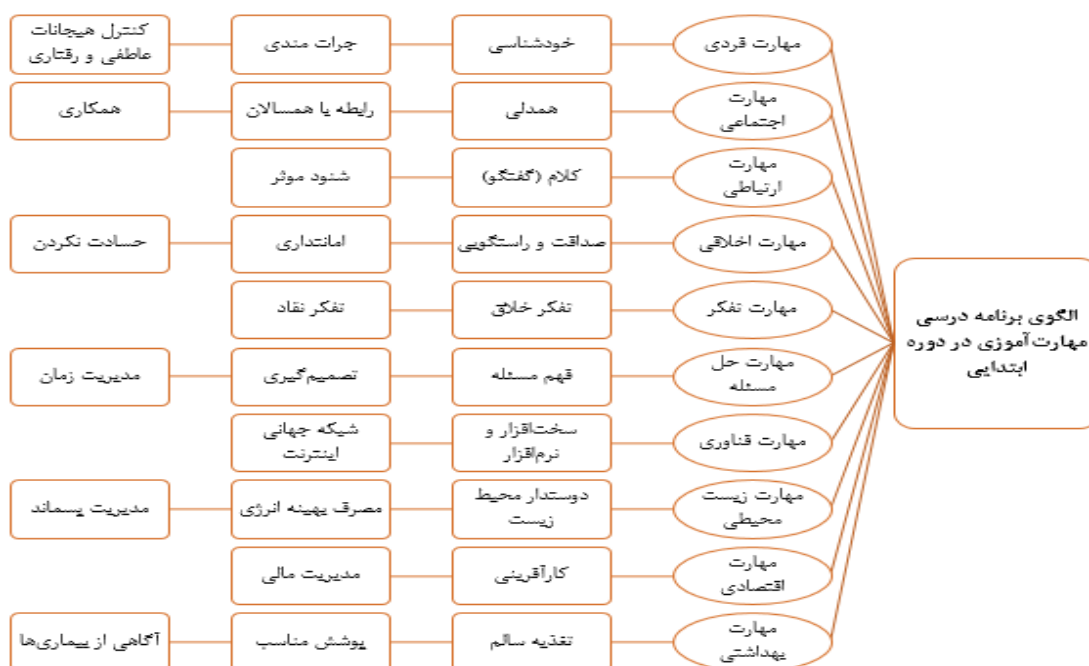 الگوی برنامه درسی
مهارت‌آموزی در دوره
ابتدایی
مهارت فردی
خودشناسی
جرات مندی
کنترل هیجانات
عاطفی و رفتاری
مهارت
اجتماعی
همدلی
رابطه با همسالان
همکاری
مهارت
ارتباطی
کلام (گفتگو)
شنود موثر
مهارت اخلاقی
صداقت و راستگویی
امانتداری
حسادت نکردن
مهارت تفکر
تفکر خلاق
تفکر نقاد
مهارت حل
مسئله
فهم مسئله
تصمیم‌گیری
مدیریت زمان
مهارت فناوری
سخت‌افزار و
نرم‌افزار
شبکه جهانی
اینترنت
مهارت زیست
محیطی
دوستدار محیط
زیست
مصرف بهینه انرژی
مدیریت پسماند
مهارت
اقتصادی
کارآفرینی
مدیریت مالی
مهارت
بهداشتی
تغذیه سالم
پوشش مناسب
آگاهی از بیماری‌ها